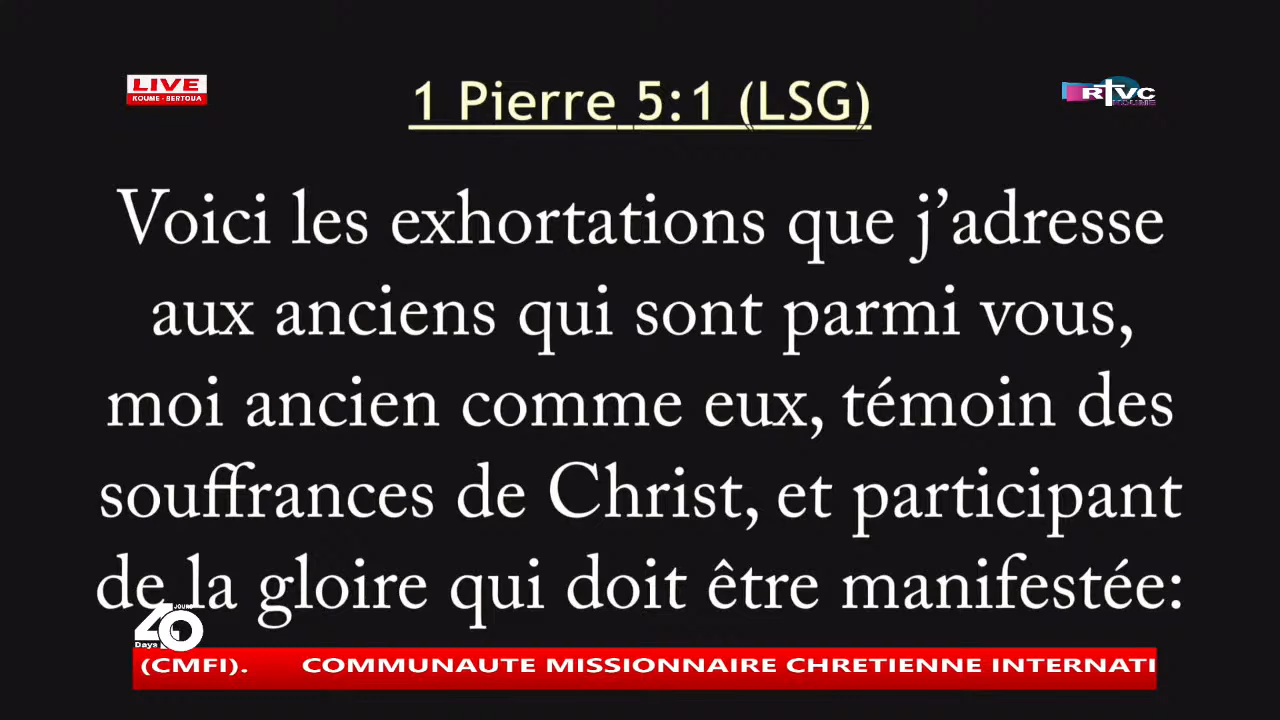 LIVE
KOUME - BERTOUA
1 Pierre 5:1 (LSG)
RTVC
KOUME
Voici les exhortations que j’adresse
aux anciens qui sont parmi vous,
moi ancien comme eux, témoin des
souffrances de Christ, et participant
de la gloire qui doit être manifestée:
40
JOURS
Days
(CMFI). COMMUNAUTE MISSIONNAIRE CHRETIENNE INTERNATI